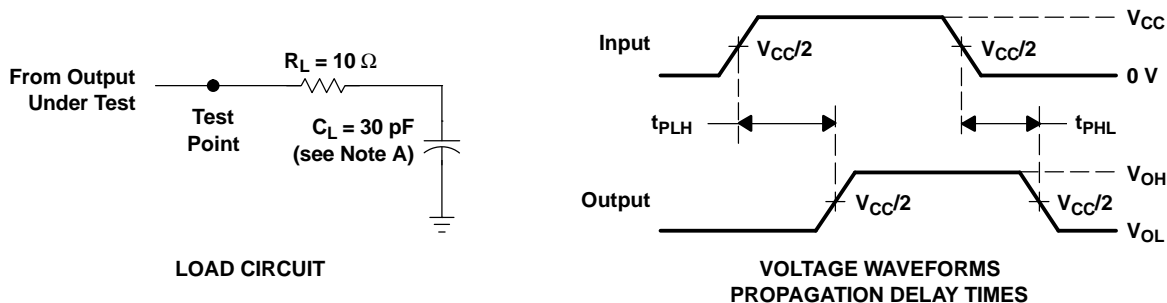 From Output
Under Test
Test
Point
R_L = 10 Ω
C_L = 30 pF
(see Note A)
LOAD CIRCUIT
Input
V_CC/2
V_CC/2
V_CC
0 V
t_PLH
t_PHL
Output
V_CC/2
V_CC/2
V_OH
V_OL
VOLTAGE WAVEFORMS
PROPAGATION DELAY TIMES